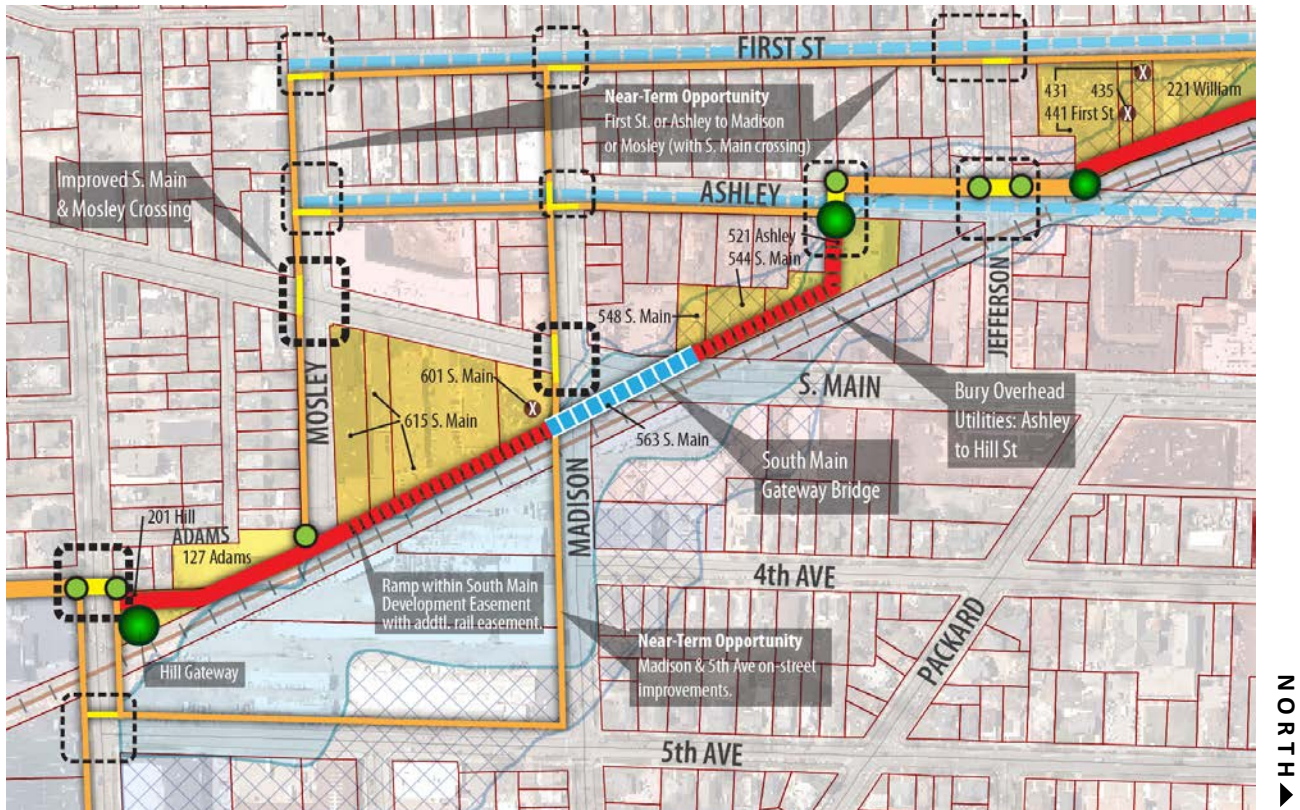 FIRST ST
431
435
221 William
441 First St
X
X
Near-Term Opportunity
First St. or Ashley to Madison
or Mosley (with S. Main crossing)
Improved S. Main
& Mosley Crossing
ASHLEY
521 Ashley
544 S. Main
548 S. Main
JEFFERSON
MOSLEY
601 S. Main
X
615 S. Main
S. MAIN
563 S. Main
Bury Overhead
Utilities: Ashley
to Hill St
South Main
Gateway Bridge
MADISON
201 Hill
ADAMS
127 Adams
4th AVE
Ramp within South Main
Development Easement
with addtl. rail easement.
PACKARD
Near-Term Opportunity
Madison & 5th Ave on-street
improvements.
Hill Gateway
5th AVE
NORTH